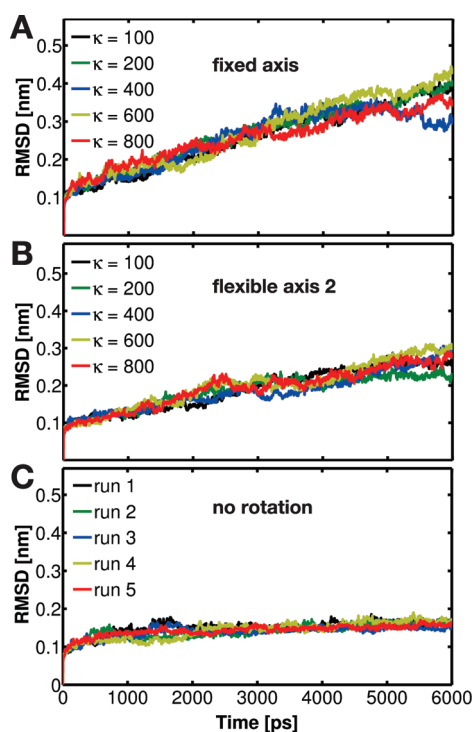 A
RMSD [nm]
0.5
0.4
0.3
0.2
0.1
κ = 100
κ = 200
κ = 400
κ = 600
κ = 800
fixed axis
B
RMSD [nm]
0.5
0.4
0.3
0.2
0.1
κ = 100
κ = 200
κ = 400
κ = 600
κ = 800
flexible axis 2
C
RMSD [nm]
0.5
0.4
0.3
0.2
0.1
0
run 1
run 2
run 3
run 4
run 5
no rotation
0 1000 2000 3000 4000 5000 6000
Time [ps]